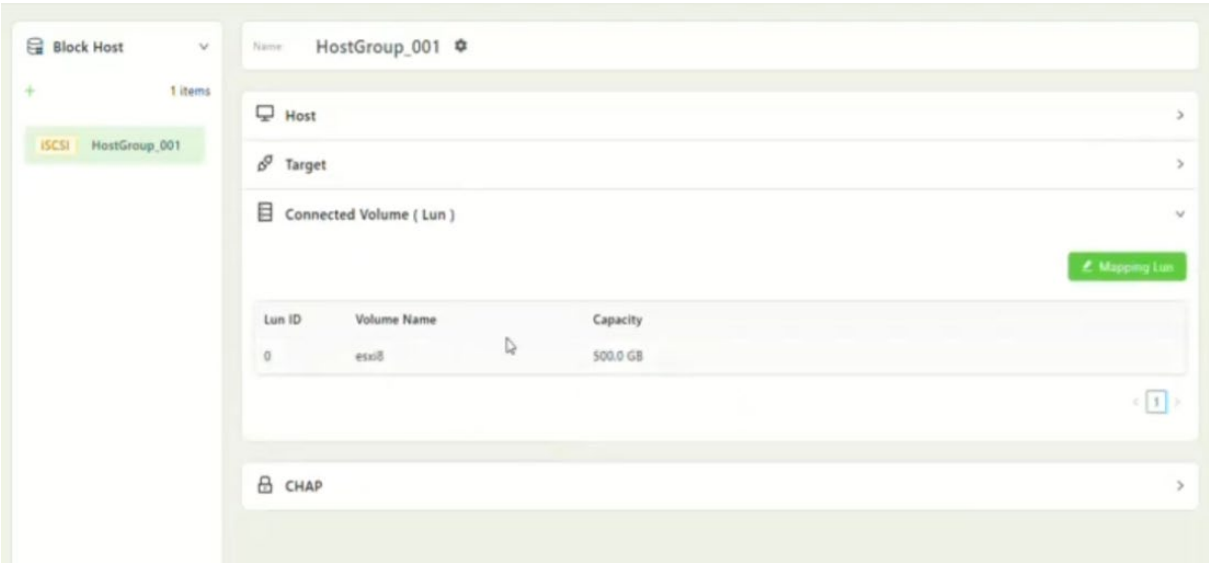 Block Host
1 items
iSCSI HostGroup_001
Name: HostGroup_001
Host
Target
Connected Volume ( Lun )
Mapping Lun
Lun ID Volume Name Capacity
0 esxi8 500.0 GB
< 1 >
CHAP